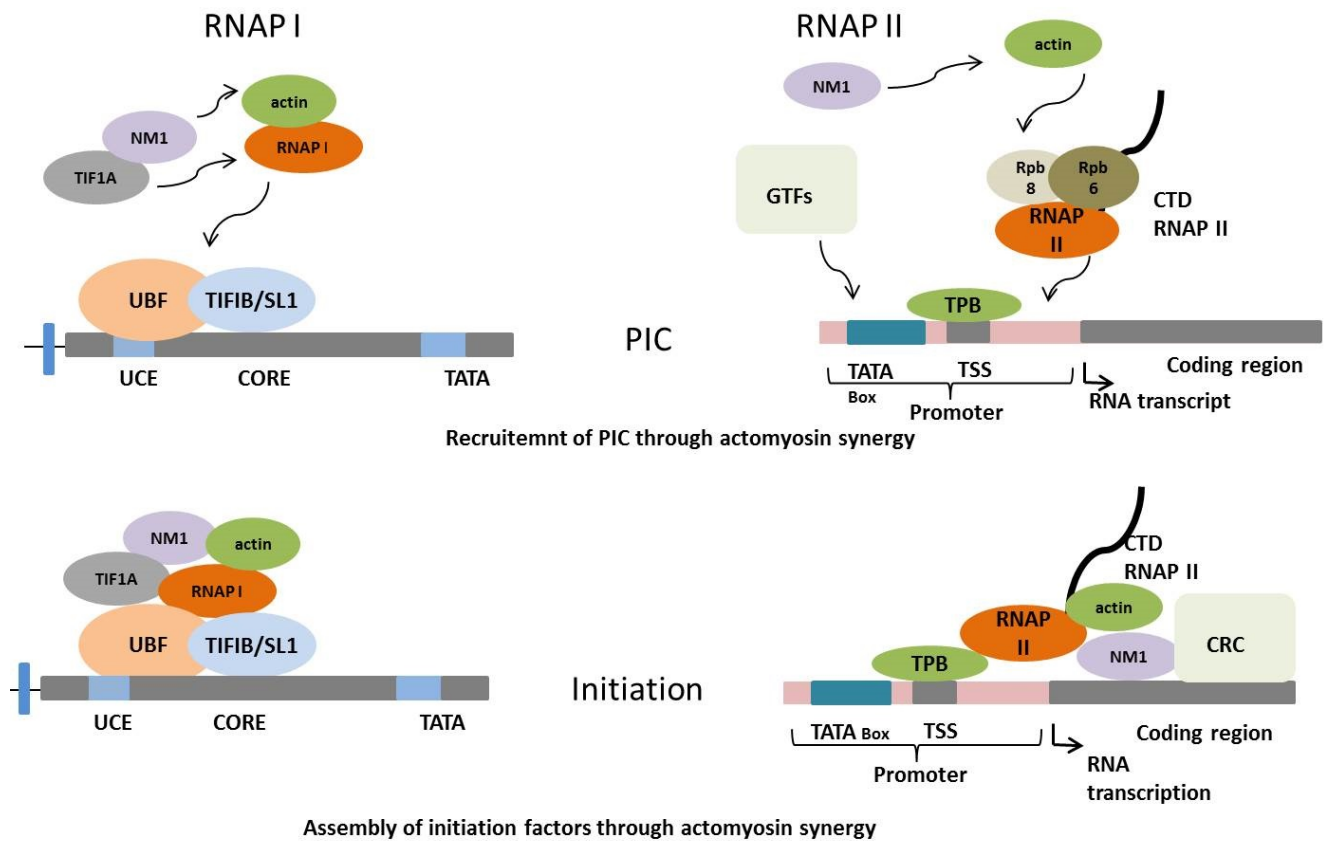 RNAP I
RNAP II
actin
NM1
RNAP I
TIF1A
UBF
TIFIB/SL1
UCE
CORE
TATA
PIC
NM1
actin
GTFs
Rpb
8
Rpb
6
RNAP
II
CTD
RNAP II
TPB
TATA
Box
TSS
Promoter
Coding region
RNA transcript
Recruitemnt of PIC through actomyosin synergy
NM1
actin
TIF1A
RNAP I
UBF
TIFIB/SL1
UCE
CORE
TATA
Initiation
CTD
RNAP II
actin
RNAP
II
NM1
CRC
TPB
TATA Box
TSS
Promoter
Coding region
RNA
transcription
Assembly of initiation factors through actomyosin synergy